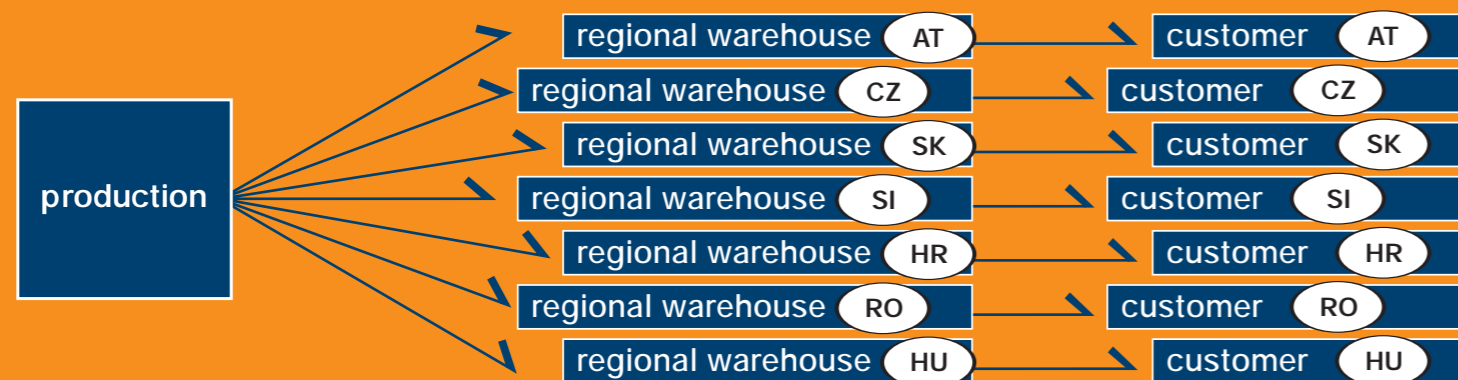 regional warehouse AT customer AT
regional warehouse CZ customer CZ
regional warehouse SK customer SK
production regional warehouse SI customer SI
regional warehouse HR customer HR
regional warehouse RO customer RO
regional warehouse HU customer HU